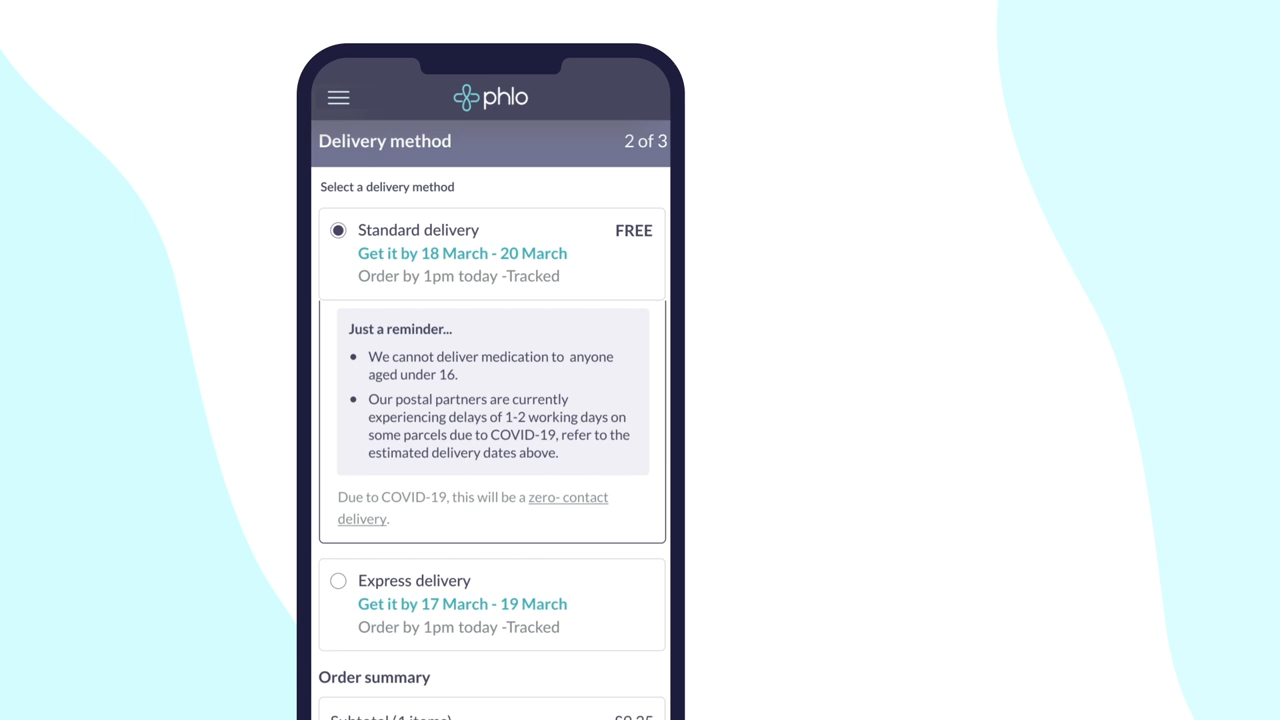 phlo
Delivery method 2 of 3
Select a delivery method
Standard delivery FREE
Get it by 18 March - 20 March
Order by 1pm today -Tracked
Just a reminder...
• We cannot deliver medication to anyone
aged under 16.
• Our postal partners are currently
experiencing delays of 1-2 working days on
some parcels due to COVID-19, refer to the
estimated delivery dates above.
Due to COVID-19, this will be a zero- contact
delivery.
Express delivery
Get it by 17 March - 19 March
Order by 1pm today -Tracked
Order summary
Subtotal (1 items)